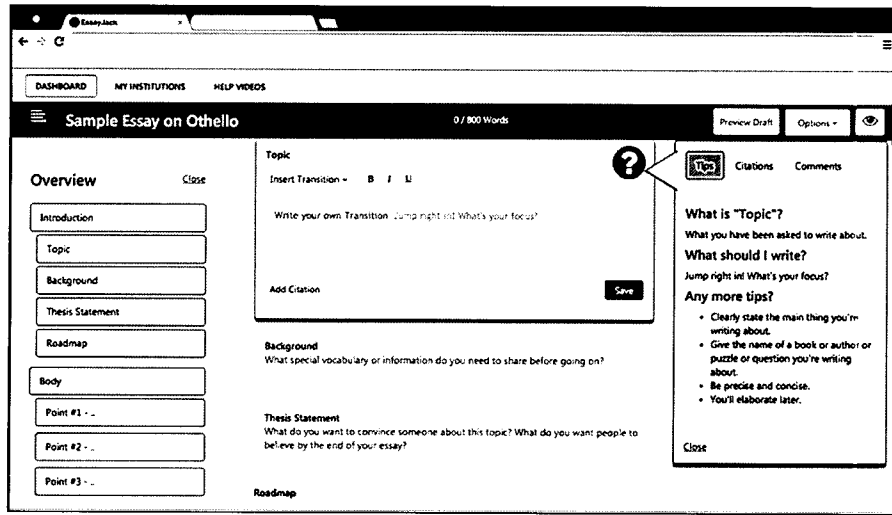 EssayJack
DASHBOARD MY INSTITUTIONS HELP VIDEOS
Sample Essay on Othello 0 / 800 Words Preview Draft Options
Overview Close
Introduction
Topic
Background
Thesis Statement
Roadmap
Body
Point #1 - ..
Point #2 - ..
Point #3 - ..
Topic
Insert Transition B I U
Write your own Transition Jump right in! What's your focus?
Add Citation Save
Background
What special vocabulary or information do you need to share before going on?
Thesis Statement
What do you want to convince someone about this topic? What do you want people to
believe by the end of your essay?
Roadmap
?
Tips Citations Comments
What is "Topic"?
What you have been asked to write about.
What should I write?
Jump right in! What's your focus?
Any more tips?
• Clearly state the main thing you're
writing about.
• Give the name of a book or author or
puzzle or question you're writing
about.
• Be precise and concise.
• You'll elaborate later.
Close